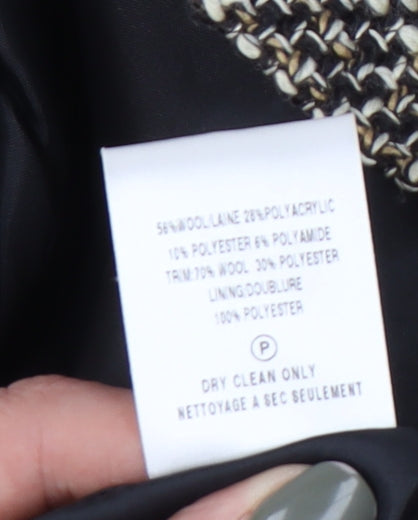 56%WOOL/LAINE 28%POLYACRYLIC
10% POLYESTER 6% POLYAMIDE
TRIM:70% WOOL 30% POLYESTER
LINING/DOUBLURE
100% POLYESTER
P
DRY CLEAN ONLY
NETTOYAGE A SEC SEULEMENT